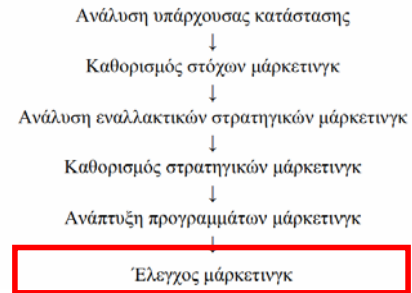 Ανάλυση υπάρχουσας κατάστασης
↓
Καθορισμός στόχων μάρκετινγκ
↓
Ανάλυση εναλλακτικών στρατηγικών μάρκετινγκ
↓
Καθορισμός στρατηγικών μάρκετινγκ
↓
Ανάπτυξη προγραμμάτων μάρκετινγκ
↓
Έλεγχος μάρκετινγκ